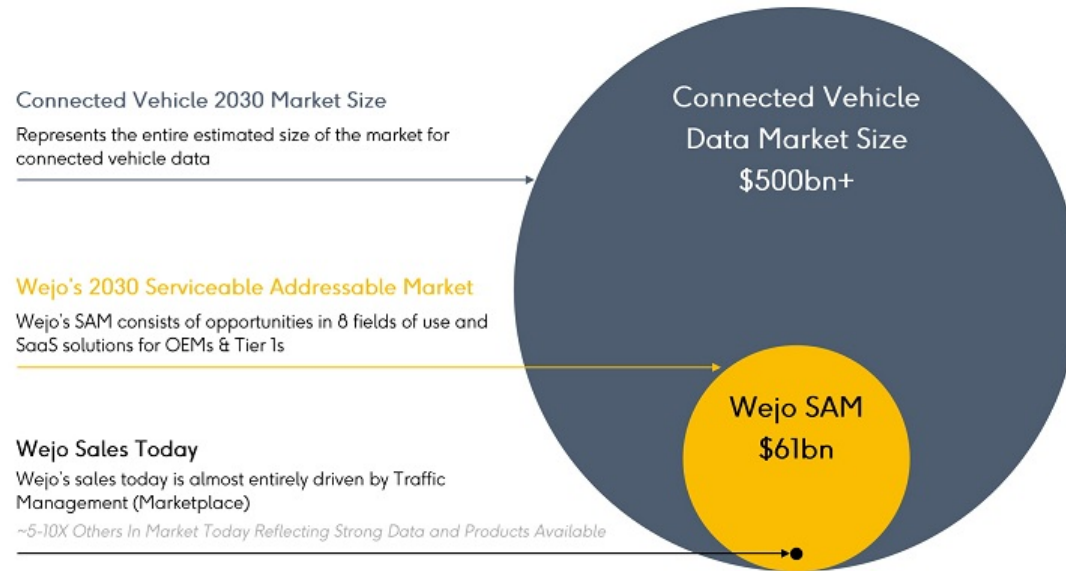 Connected Vehicle 2030 Market Size
Represents the entire estimated size of the market for
connected vehicle data
Connected Vehicle
Data Market Size
$500bn+
Wejo's 2030 Serviceable Addressable Market
Wejo's SAM consists of opportunities in 8 fields of use and
SaaS solutions for OEMs & Tier 1s
Wejo SAM
$61bn
Wejo Sales Today
Wejo's sales today is almost entirely driven by Traffic
Management (Marketplace)
~5-10X Others In Market Today Reflecting Strong Data and Products Available